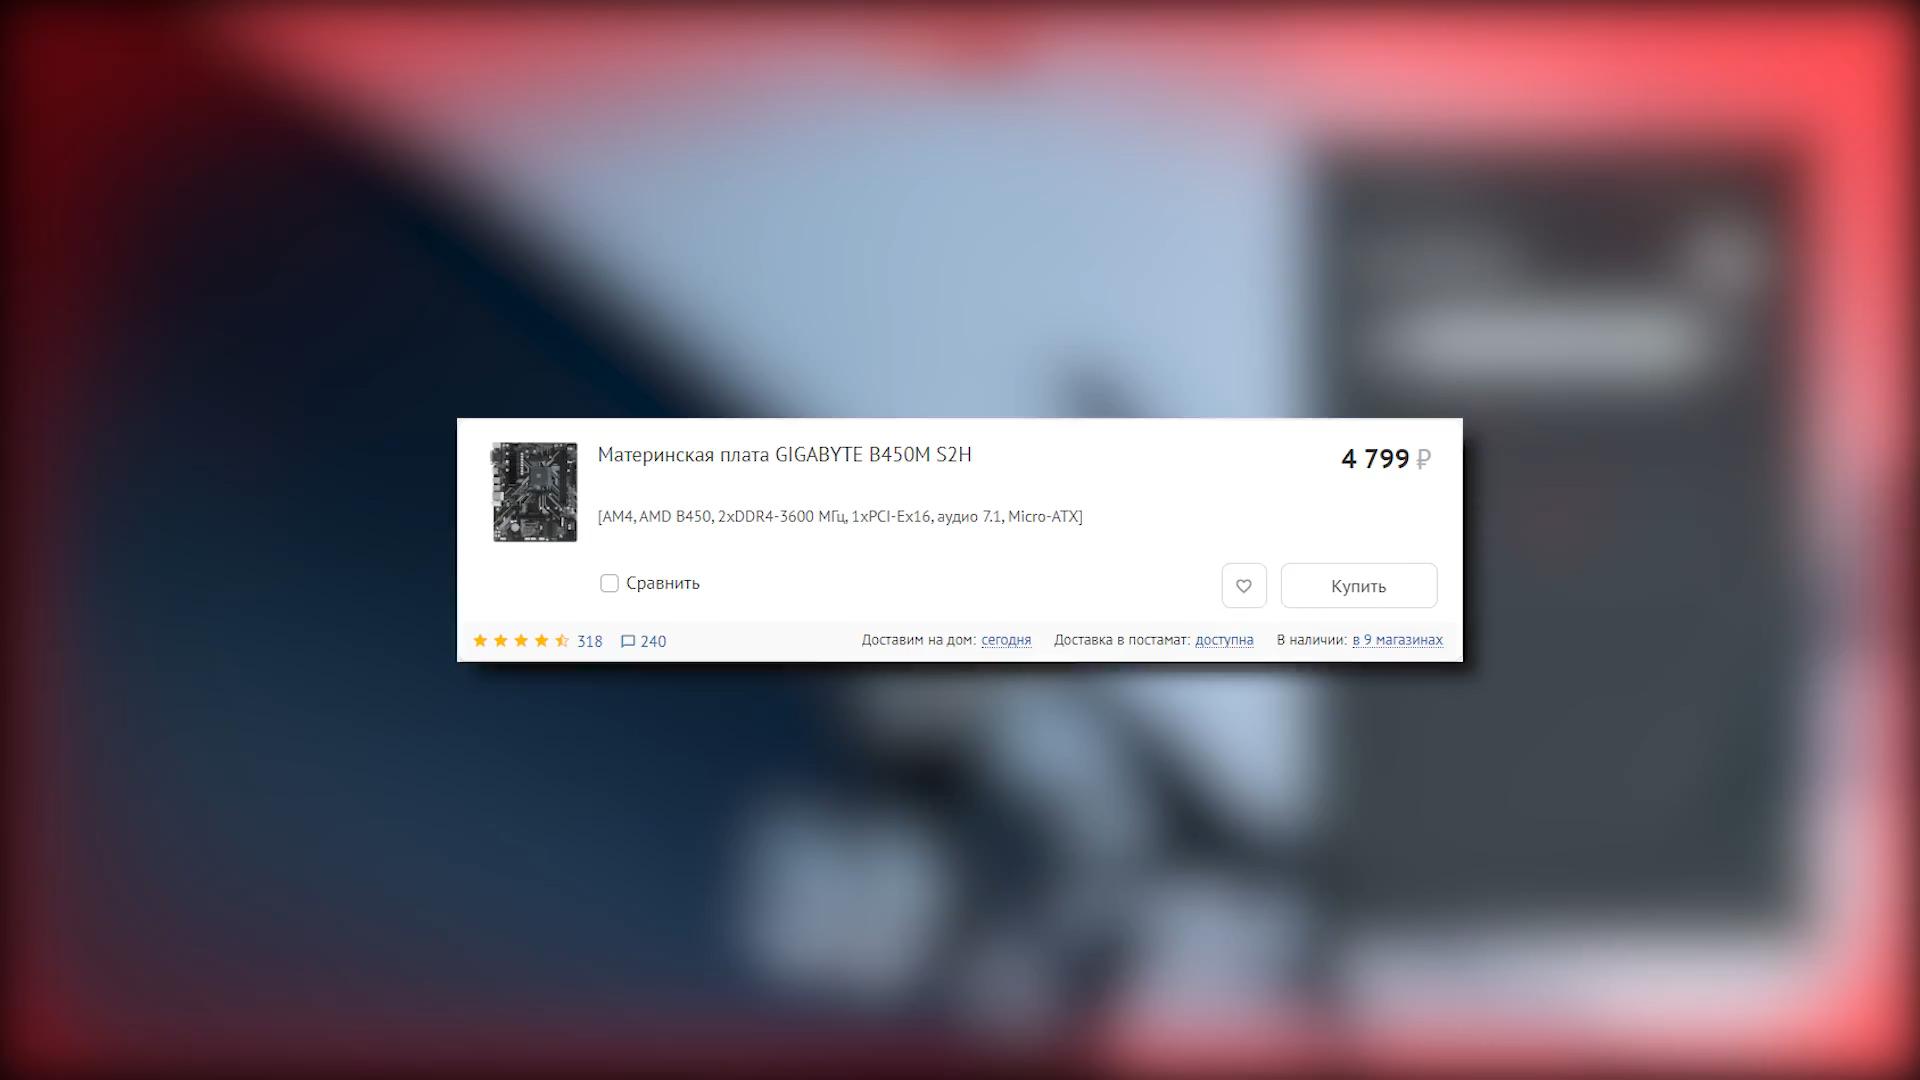 Материнская плата GIGABYTE B450M S2H
4 799 ₽
[AM4, AMD B450, 2xDDR4-3600 МГц, 1xPCI-Ex16, аудио 7.1, Micro-ATX]
Сравнить
Купить
318 240 Доставим на дом: сегодня Доставка в постамат: доступна В наличии: в 9 магазинах